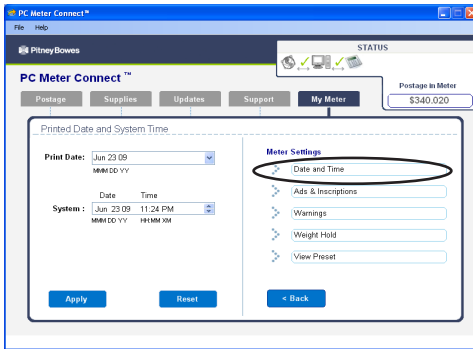 PC Meter Connect™
File Help
PitneyBowes
STATUS
PC Meter Connect ™
Postage in Meter
$340.020
Postage Supplies Updates Support My Meter
Printed Date and System Time
Print Date: Jun 23 09
MMM DD YY
Date Time
System : Jun 23 09 11:24 PM
MMM DD YY HH:MM XM
Apply Reset
Meter Settings
Date and Time
Ads & Inscriptions
Warnings
Weight Hold
View Preset
< Back